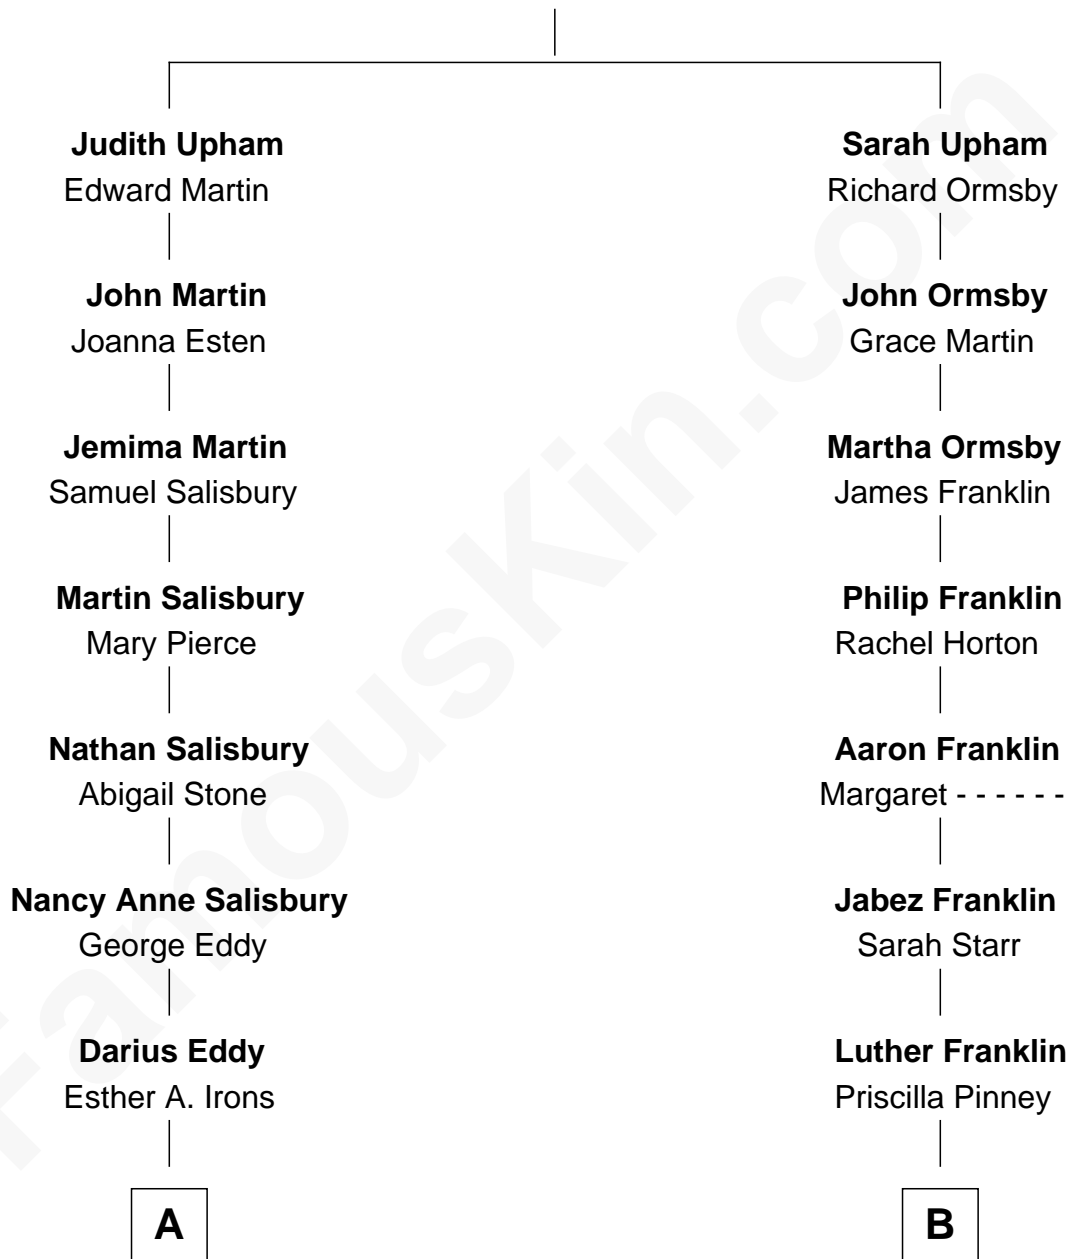 Judith Upham
Edward Martin
John Martin
Joanna Esten
Jemima Martin
Samuel Salisbury
Martin Salisbury
Mary Pierce
Nathan Salisbury
Abigail Stone
Nancy Anne Salisbury
George Eddy
Darius Eddy
Esther A. Irons
A
Sarah Upham
Richard Ormsby
John Ormsby
Grace Martin
Martha Ormsby
James Franklin
Philip Franklin
Rachel Horton
Aaron Franklin
Margaret - - - - - -
Jabez Franklin
Sarah Starr
Luther Franklin
Priscilla Pinney
B
FamousKin.com